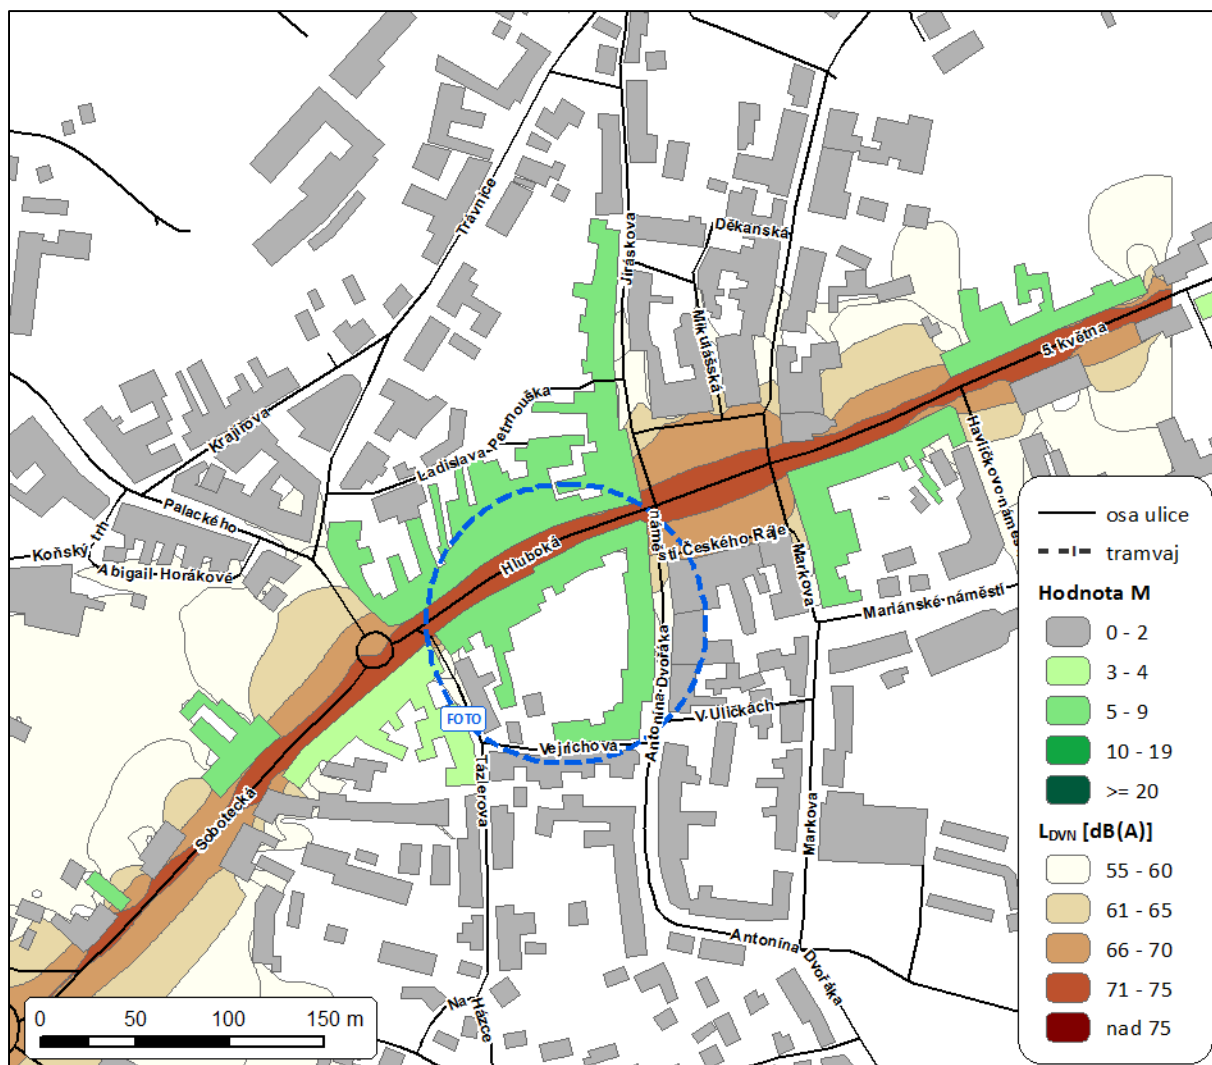 Trávnice
Jiráskova
Děkanská
Mikulášská
5. května
Krajířova
Ladislava Petrnouška
Palackého
Koňský trh
Abigail Horákové
Hluboká
náměstí Českého Ráje
Markova
Havlíčkovo náměs
Mariánské náměstí
Antonína Dvořáka
V Uličkách
Vejrichova
FOTO
Tázlerova
Sobotecká
Markova
Antonína Dvořáka
Na Házce
0 50 100 150 m
osa ulice
tramvaj
Hodnota M
0 - 2
3 - 4
5 - 9
10 - 19
>= 20
LDVN [dB(A)]
55 - 60
61 - 65
66 - 70
71 - 75
nad 75